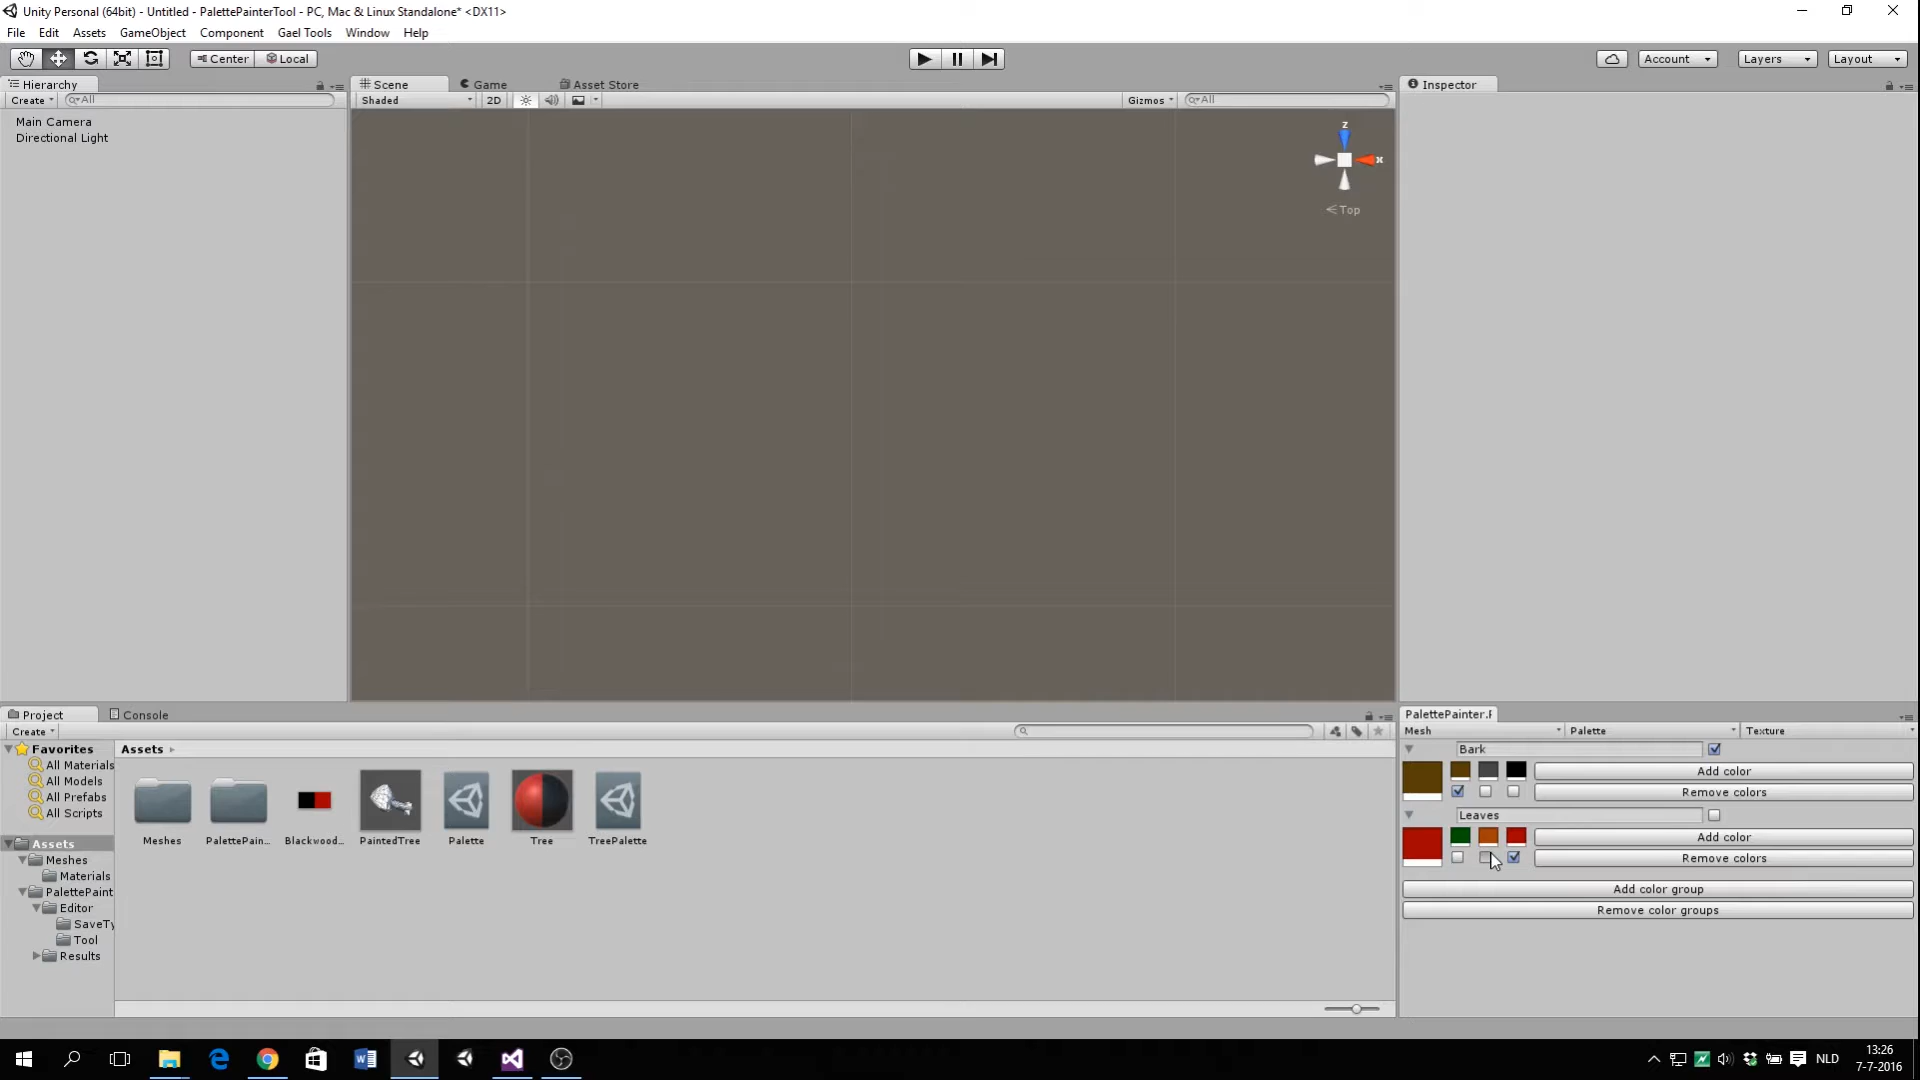 Unity Personal (64bit) - Untitled - PalettePainterTool - PC, Mac & Linux Standalone* <DX11>
File Edit Assets GameObject Component Gael Tools Window Help
Center Local Account Layers Layout
Hierarchy Scene Game Asset Store Inspector
Create All Shaded 2D Gizmos All
Main Camera
Directional Light
z
x
Top
Project Console PalettePainter.F
Create Mesh Palette Texture
Favorites Assets Bark
All Materials
All Models Add color
All Prefabs Remove colors
All Scripts Leaves
Meshes PalettePain... Blackwood... PaintedTree Palette Tree TreePalette Add color
Assets
Meshes Remove colors
Materials
PalettePaint Add color group
Editor Remove color groups
SaveTy
Tool
Results
NLD
13:26
7-7-2016